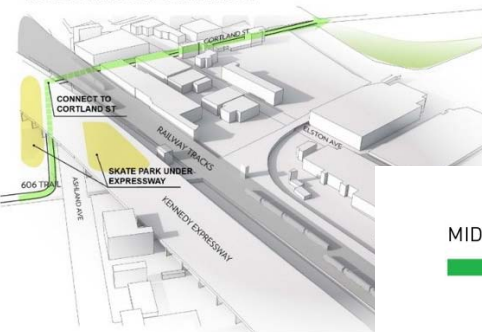 CORTLAND ST
CONNECT TO
CORTLAND ST
ELSTON AVE
RAILWAY TRACKS
SKATE PARK UNDER
EXPRESSWAY
606 TRAIL
ASHLAND AVE
KENNEDY EXPRESSWAY
MID